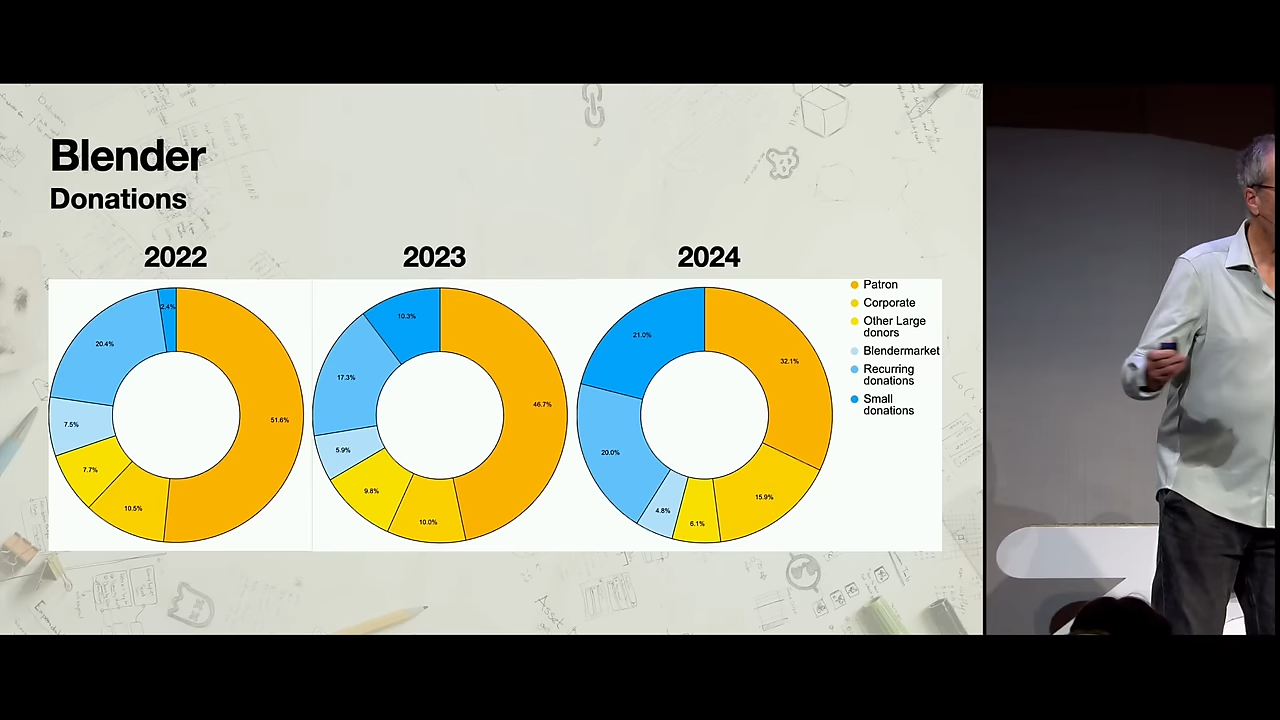 Blender
Donations
2022
2023
2024
2.4%
20.4%
7.5%
7.7%
10.5%
51.6%
10.3%
17.3%
5.9%
9.8%
10.0%
46.7%
21.0%
20.0%
4.8%
6.1%
15.9%
32.1%
Patron
Corporate
Other Large
donors
Blendermarket
Recurring
donations
Small
donations